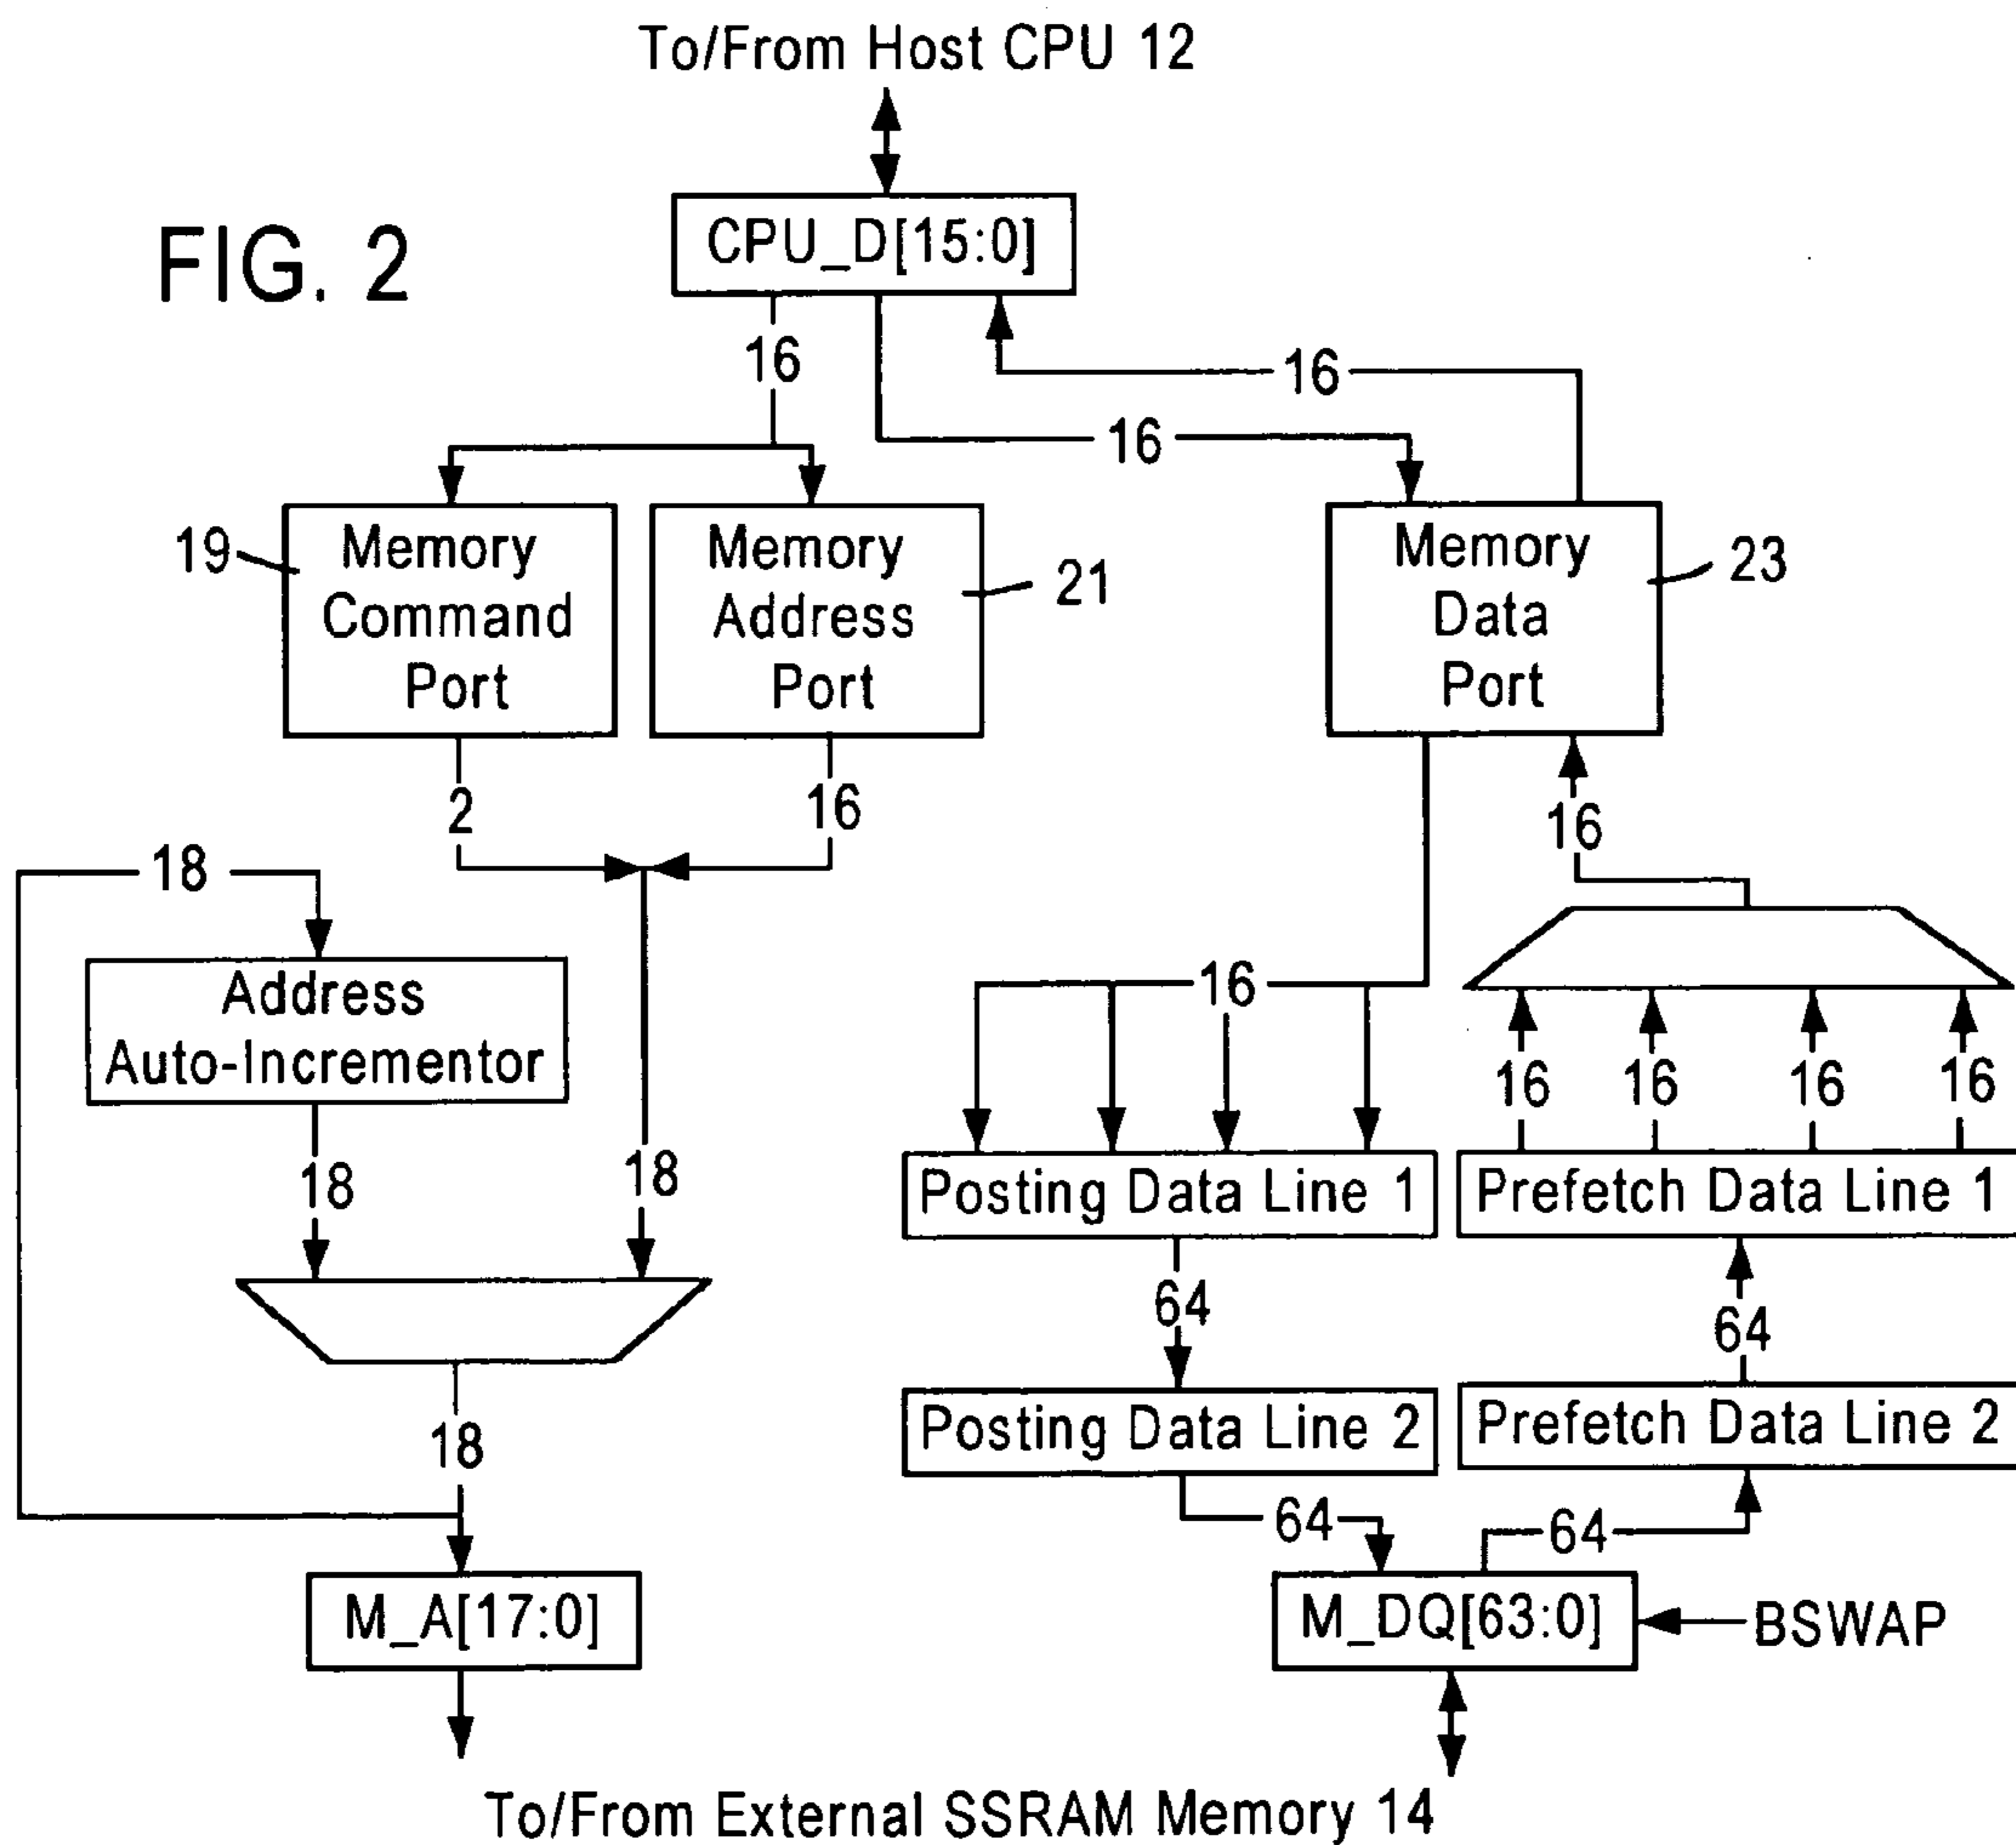 To/From Host CPU 12
FIG. 2
CPU_D[15:0]
16
16
16
19
Memory
Command
Port
Memory
Address
Port
21
Memory
Data
Port
23
2
16
16
18
Address
Auto-Incrementor
16
16
16
16
16
18
18
Posting Data Line 1
Prefetch Data Line 1
64
64
Posting Data Line 2
Prefetch Data Line 2
18
64
64
M_A[17:0]
M_DQ[63:0]
BSWAP
To/From External SSRAM Memory 14